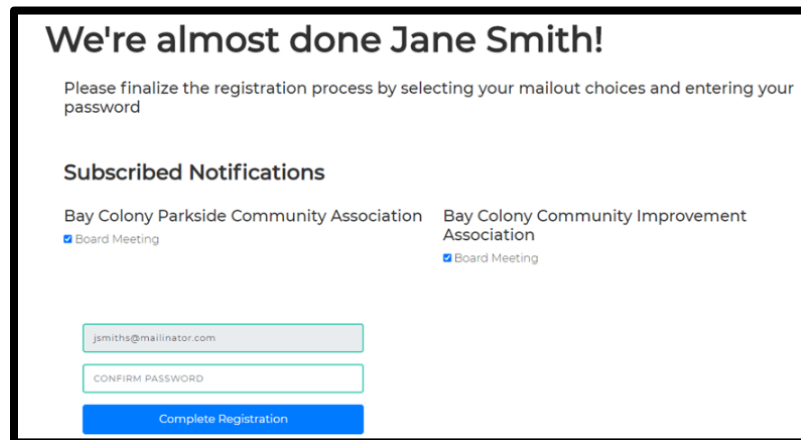 We're almost done Jane Smith!
Please finalize the registration process by selecting your mailout choices and entering your
password
Subscribed Notifications
Bay Colony Parkside Community Association
Board Meeting
Bay Colony Community Improvement
Association
Board Meeting
jsmiths@mailinator.com
CONFIRM PASSWORD
Complete Registration